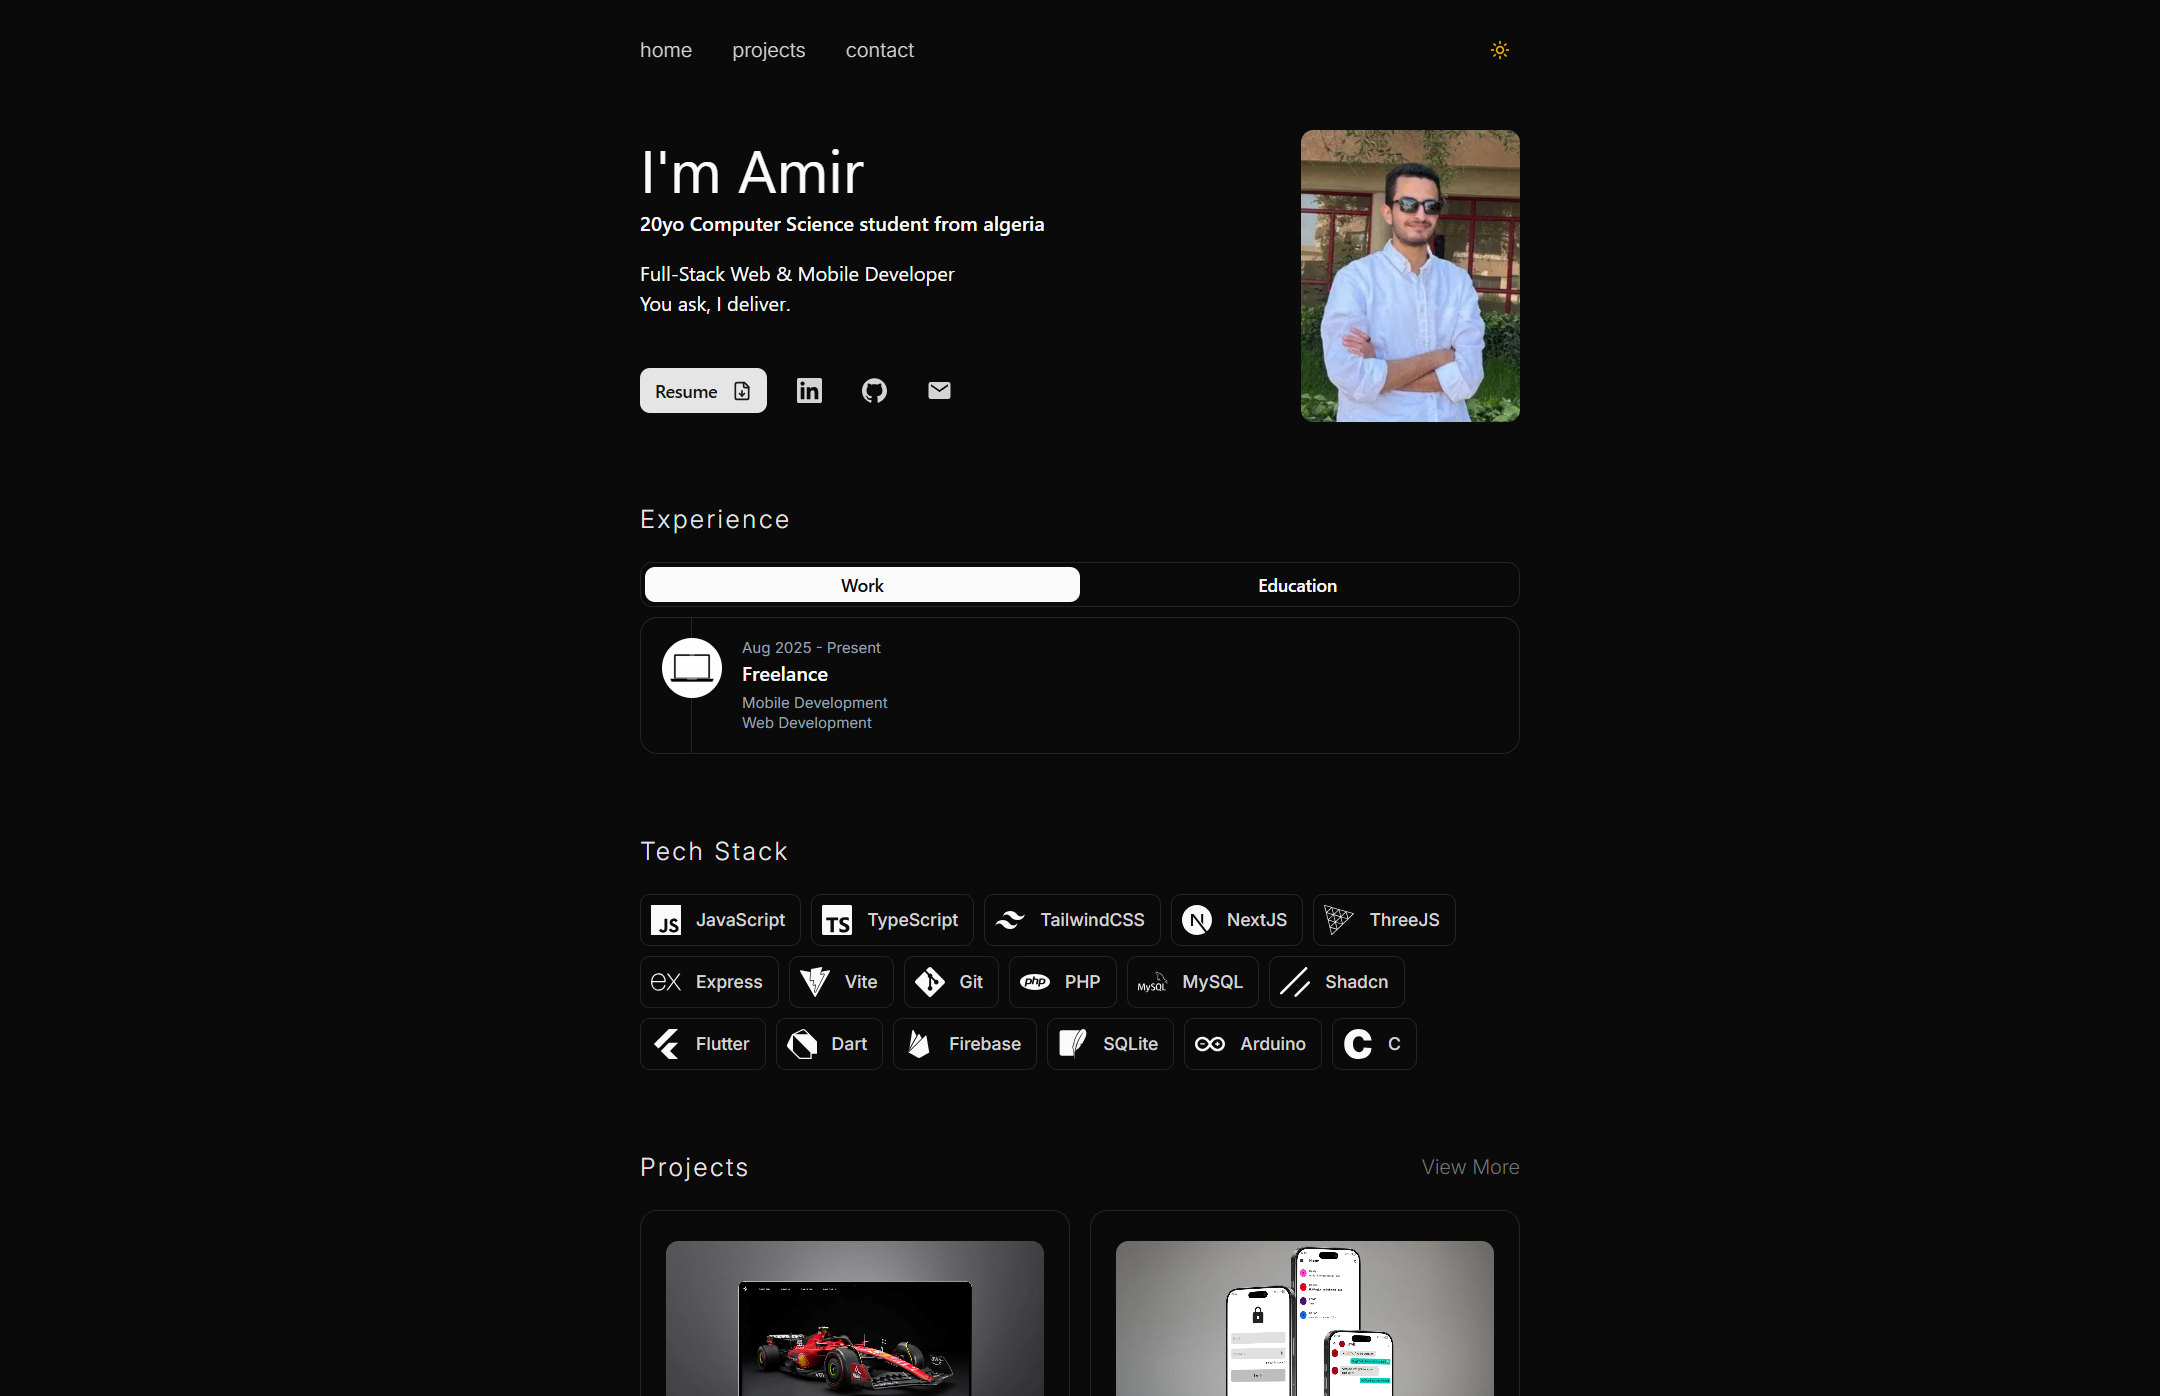 home projects contact
I'm Amir
20yo Computer Science student from algeria
Full-Stack Web & Mobile Developer
You ask, I deliver.
Resume
Experience
Work Education
Aug 2025 - Present
Freelance
Mobile Development
Web Development
Tech Stack
JS JavaScript TS TypeScript TailwindCSS N NextJS ThreeJS
ex Express Vite Git php PHP MySQL MySQL Shadcn
Flutter Dart Firebase SQLite Arduino C C
Projects View More